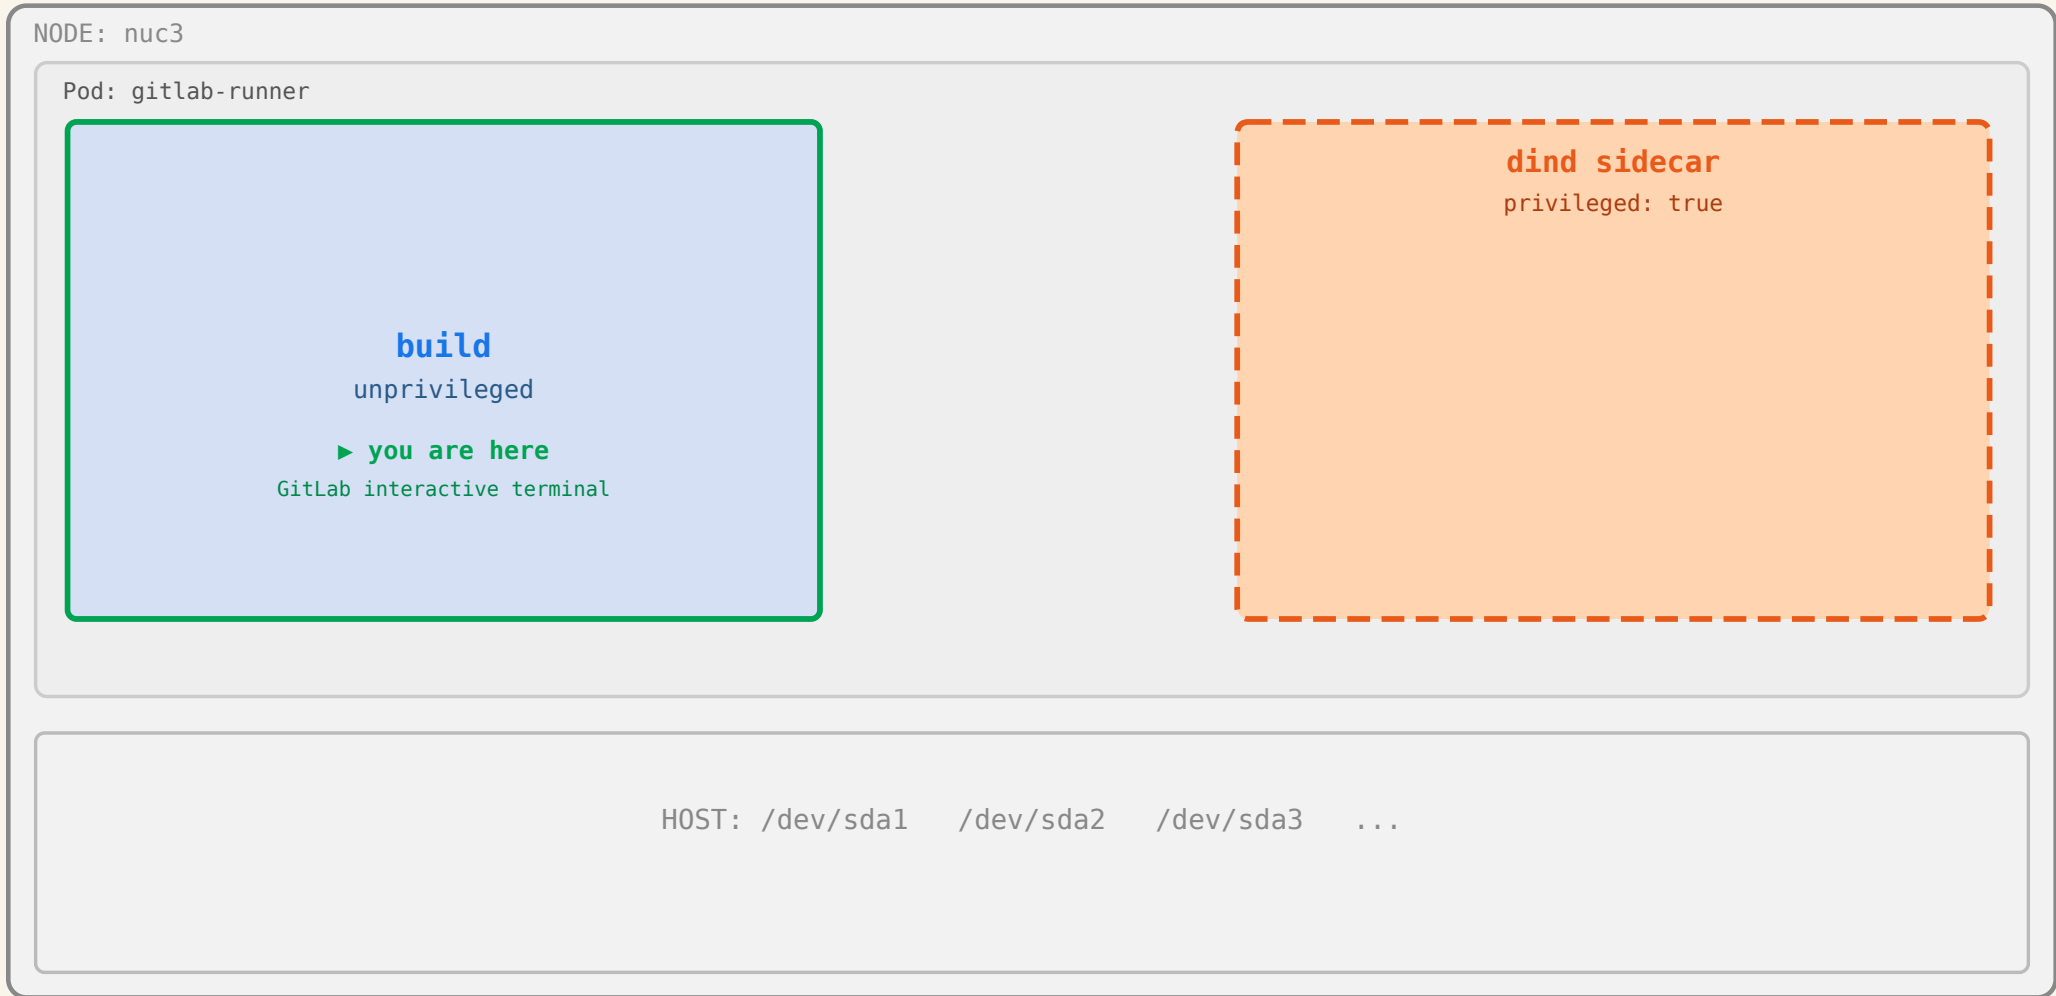 NODE: nuc3
Pod: gitlab-runner
build
unprivileged
▶ you are here
GitLab interactive terminal
dind sidecar
privileged: true
HOST: /dev/sda1 /dev/sda2 /dev/sda3 ...